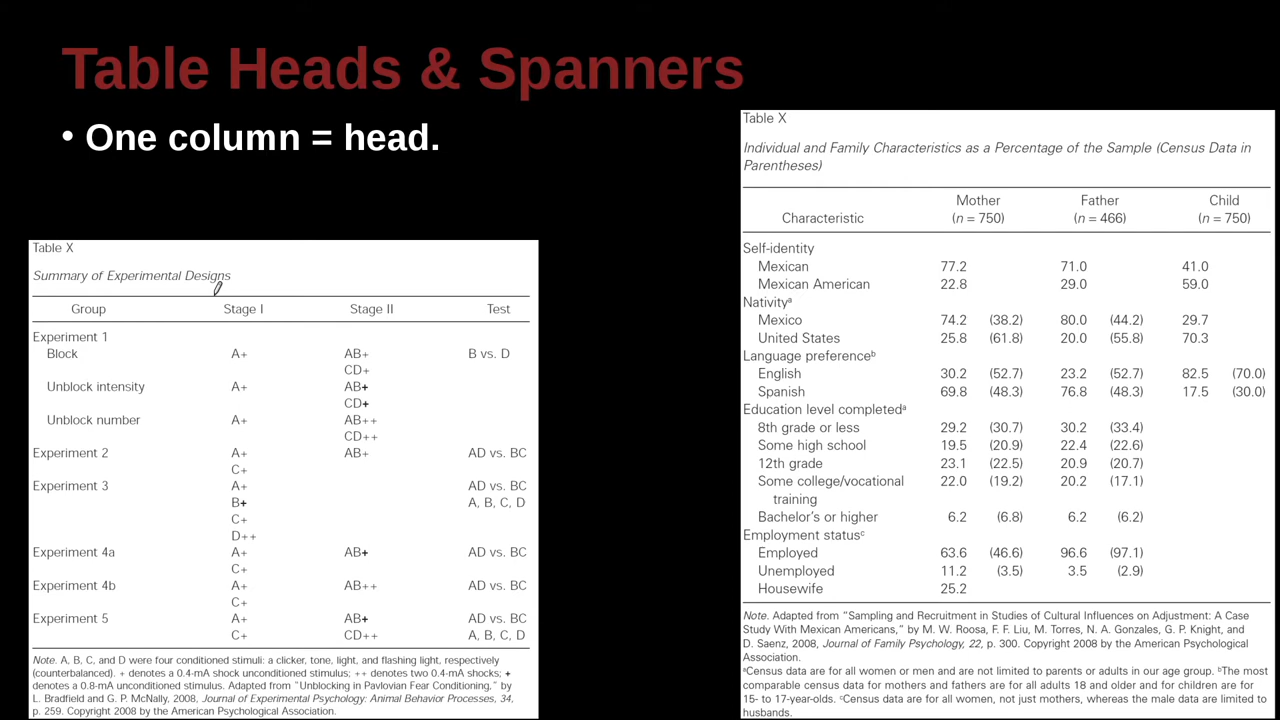 Table Heads & Spanners
• One column = head.
Table X
Summary of Experimental Designs
Group Stage I Stage II Test
Experiment 1
Block A+ AB+ B vs. D
CD+
Unblock intensity A+ AB+
CD+
Unblock number A+ AB++
CD++
Experiment 2 A+ AB+ AD vs. BC
C+
Experiment 3 A+ AD vs. BC
B+ A, B, C, D
C+
D++
Experiment 4a A+ AB+ AD vs. BC
C+
Experiment 4b A+ AB++ AD vs. BC
C+
Experiment 5 A+ AB+ AD vs. BC
C+ CD++ A, B, C, D
Note. A, B, C, and D were four conditioned stimuli: a clicker, tone, light, and flashing light, respectively
(counterbalanced). + denotes a 0.4-mA shock unconditioned stimulus; ++ denotes two 0.4-mA shocks; +
denotes a 0.8-mA unconditioned stimulus. Adapted from "Unblocking in Pavlovian Fear Conditioning," by
L. Bradfield and G. P. McNally, 2008, Journal of Experimental Psychology: Animal Behavior Processes, 34,
p. 259. Copyright 2008 by the American Psychological Association.
Table X
Individual and Family Characteristics as a Percentage of the Sample (Census Data in
Parentheses)
Mother Father Child
Characteristic (n = 750) (n = 466) (n = 750)
Self-identity
Mexican 77.2 71.0 41.0
Mexican American 22.8 29.0 59.0
Nativityᵃ
Mexico 74.2 (38.2) 80.0 (44.2) 29.7
United States 25.8 (61.8) 20.0 (55.8) 70.3
Language preferenceᵇ
English 30.2 (52.7) 23.2 (52.7) 82.5 (70.0)
Spanish 69.8 (48.3) 76.8 (48.3) 17.5 (30.0)
Education level completedᵃ
8th grade or less 29.2 (30.7) 30.2 (33.4)
Some high school 19.5 (20.9) 22.4 (22.6)
12th grade 23.1 (22.5) 20.9 (20.7)
Some college/vocational 22.0 (19.2) 20.2 (17.1)
training
Bachelor's or higher 6.2 (6.8) 6.2 (6.2)
Employment statusᶜ
Employed 63.6 (46.6) 96.6 (97.1)
Unemployed 11.2 (3.5) 3.5 (2.9)
Housewife 25.2
Note. Adapted from "Sampling and Recruitment in Studies of Cultural Influences on Adjustment: A Case
Study With Mexican Americans," by M. W. Roosa, F. F. Liu, M. Torres, N. A. Gonzales, G. P. Knight, and
D. Saenz, 2008, Journal of Family Psychology, 22, p. 300. Copyright 2008 by the American Psychological
Association.
ᵃCensus data are for all women or men and are not limited to parents or adults in our age group. ᵇThe most
comparable census data for mothers and fathers are for all adults 18 and older and for children are for
15- to 17-year-olds. ᶜCensus data are for all women, not just mothers, whereas the male data are limited to
husbands.